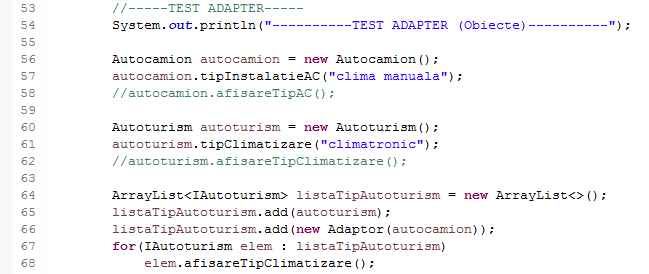 53 //-----TEST ADAPTER-----
54 System.out.println("----------TEST ADAPTER (Obiecte)----------");
55
56 Autocamion autocamion = new Autocamion();
57 autocamion.tipInstalatieAC("clima manuala");
58 //autocamion.afisareTipAC();
59
60 Autoturism autoturism = new Autoturism();
61 autoturism.tipClimatizare("climatronic");
62 //autoturism.afisareTipClimatizare();
63
64 ArrayList<IAutoturism> listaTipAutoturism = new ArrayList<>();
65 listaTipAutoturism.add(autoturism);
66 listaTipAutoturism.add(new Adaptor(autocamion));
67 for(IAutoturism elem : listaTipAutoturism)
68 elem.afisareTipClimatizare();